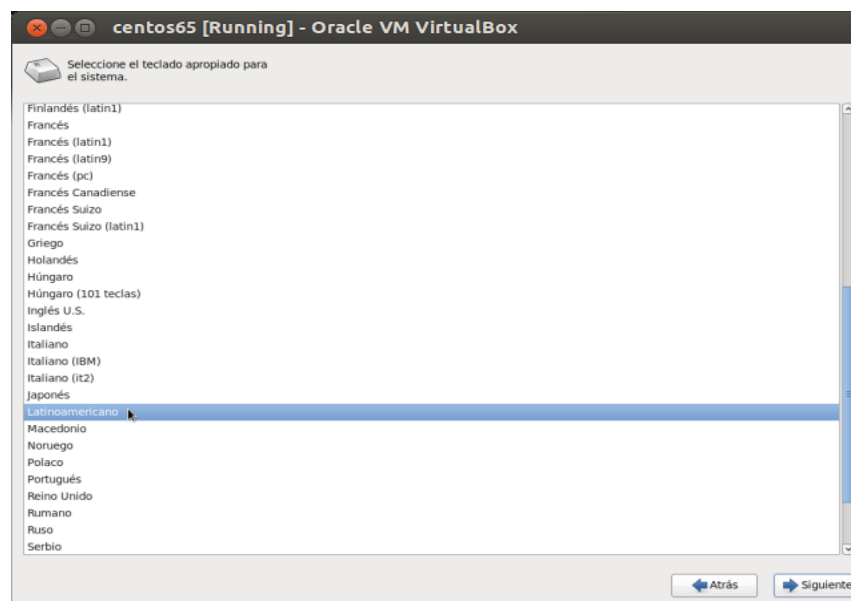 centos65 [Running] - Oracle VM VirtualBox
Seleccione el teclado apropiado para
el sistema.
Finlandés (latin1)
Francés
Francés (latin1)
Francés (latin9)
Francés (pc)
Francés Canadiense
Francés Suizo
Francés Suizo (latin1)
Griego
Holandés
Húngaro
Húngaro (101 teclas)
Inglés U.S.
Islandés
Italiano
Italiano (IBM)
Italiano (it2)
Japonés
Latinoamericano
Macedonio
Noruego
Polaco
Portugués
Reino Unido
Rumano
Ruso
Serbio
Atrás
Siguiente